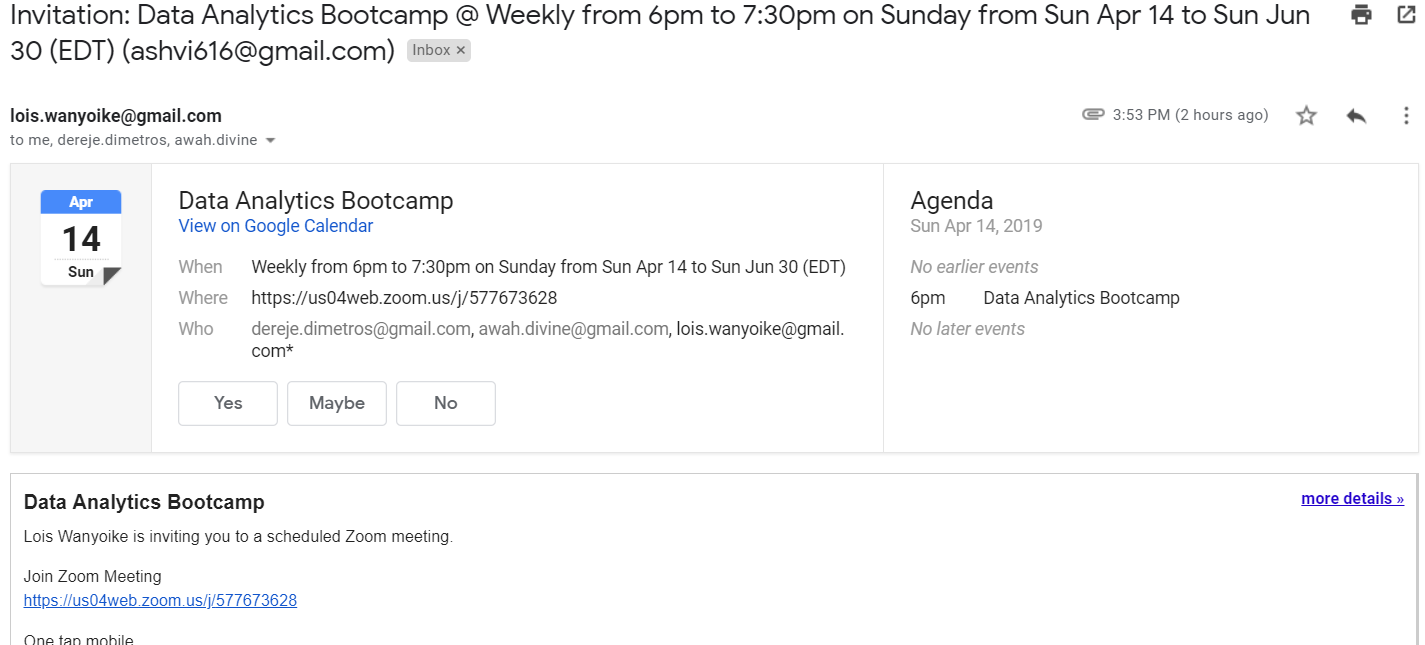 Invitation: Data Analytics Bootcamp @ Weekly from 6pm to 7:30pm on Sunday from Sun Apr 14 to Sun Jun
30 (EDT) (ashvi616@gmail.com) Inbox ×
lois.wanyoike@gmail.com
3:53 PM (2 hours ago)
to me, dereje.dimetros, awah.divine
Apr
14
Sun
Data Analytics Bootcamp
View on Google Calendar
When Weekly from 6pm to 7:30pm on Sunday from Sun Apr 14 to Sun Jun 30 (EDT)
Where https://us04web.zoom.us/j/577673628
Who dereje.dimetros@gmail.com, awah.divine@gmail.com, lois.wanyoike@gmail.
com*
Yes Maybe No
Agenda
Sun Apr 14, 2019
No earlier events
6pm Data Analytics Bootcamp
No later events
Data Analytics Bootcamp
more details »
Lois Wanyoike is inviting you to a scheduled Zoom meeting.
Join Zoom Meeting
https://us04web.zoom.us/j/577673628
One tap mobile